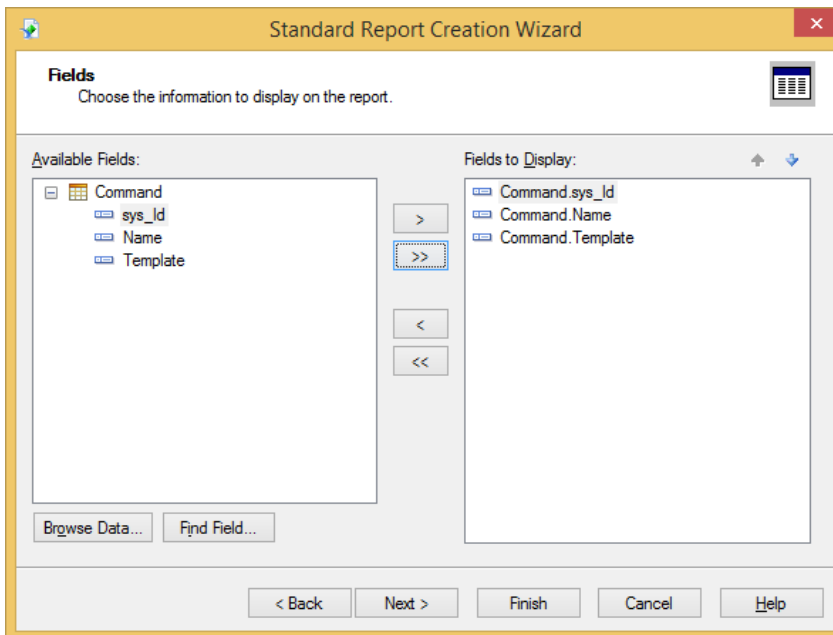 Standard Report Creation Wizard
Fields
Choose the information to display on the report.
Available Fields:
Fields to Display:
Command
sys_Id
Name
Template
>
>>
<
<<
Command.sys_Id
Command.Name
Command.Template
Browse Data...
Find Field...
< Back
Next >
Finish
Cancel
Help